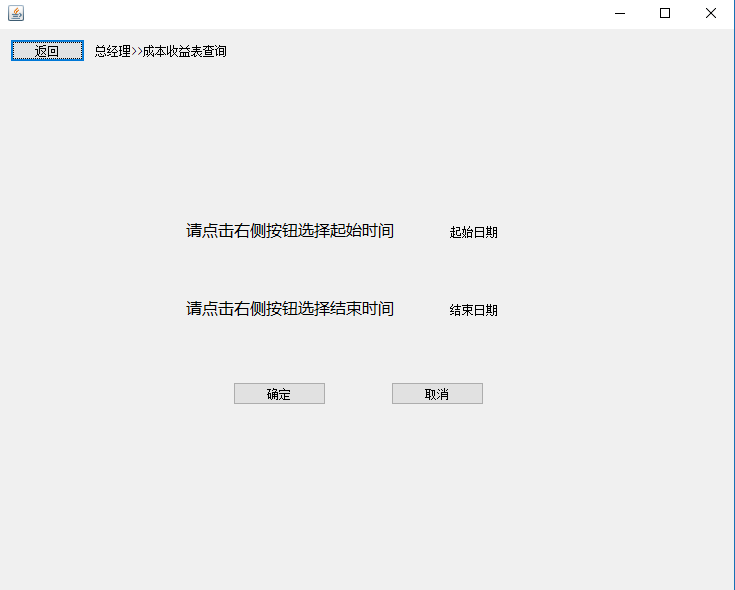 返回 总经理>>成本收益表查询
请点击右侧按钮选择起始时间 起始日期
请点击右侧按钮选择结束时间 结束日期
确定 取消